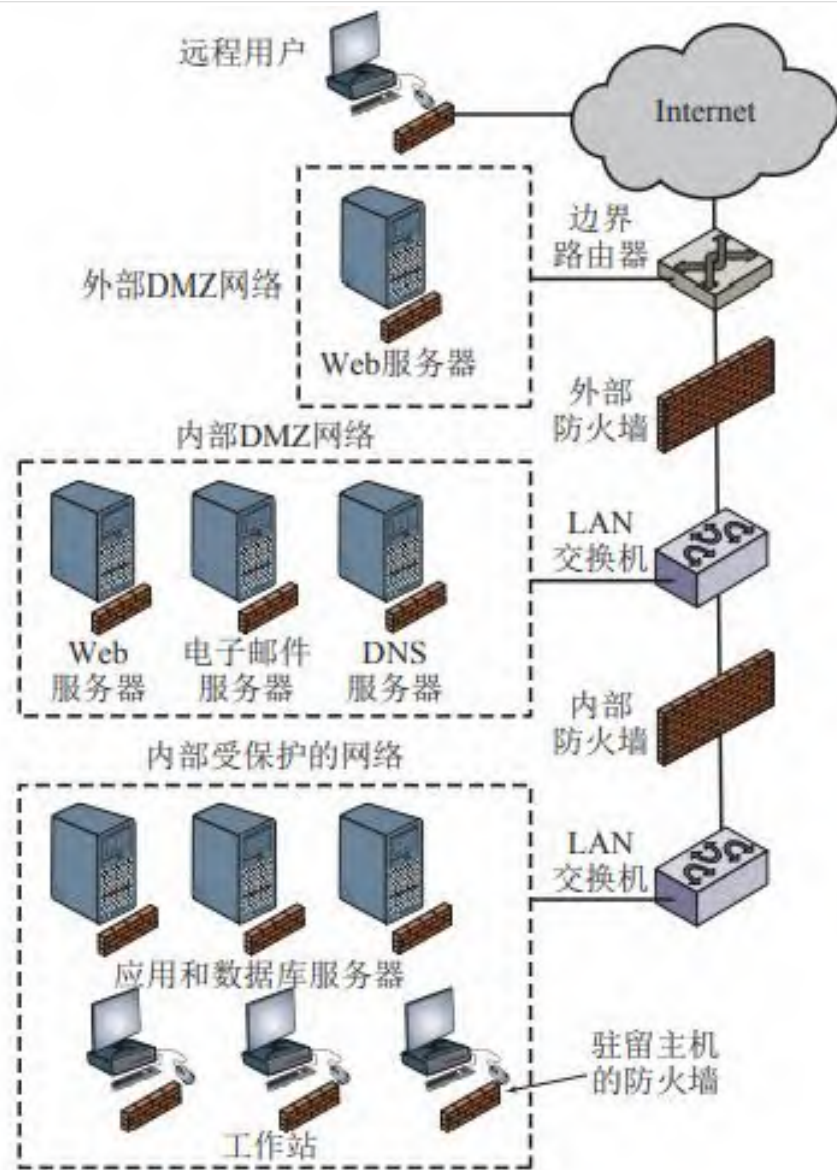 远程用户
Internet
边界
路由器
外部DMZ网络
Web服务器
外部
防火墙
内部DMZ网络
LAN
交换机
Web
服务器
电子邮件
服务器
DNS
服务器
内部
防火墙
内部受保护的网络
LAN
交换机
应用和数据库服务器
驻留主机
的防火墙
工作站